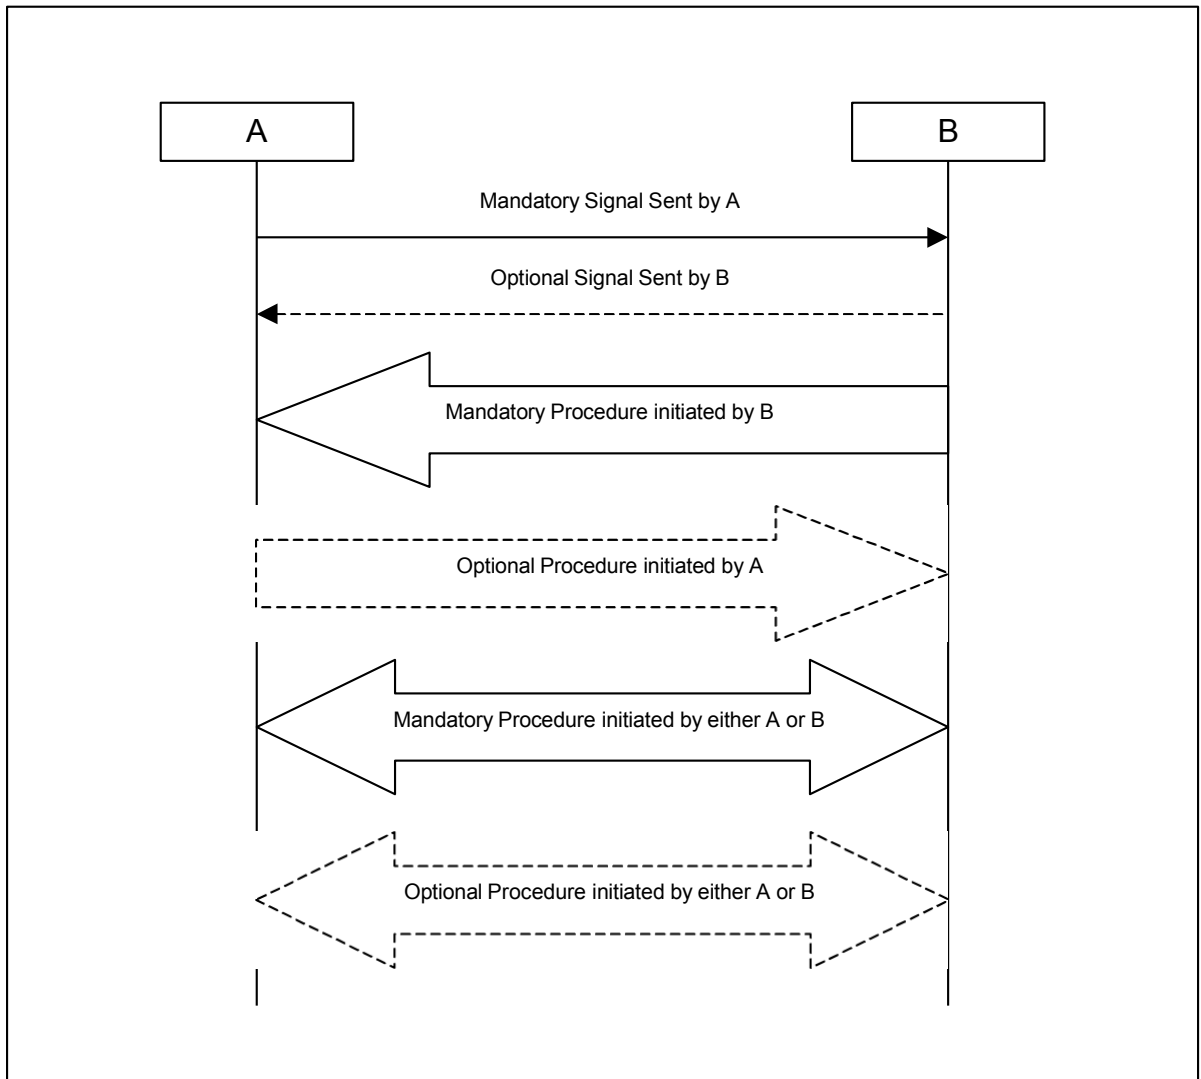 A
B
Mandatory Signal Sent by A
Optional Signal Sent by B
Mandatory Procedure initiated by B
Optional Procedure initiated by A
Mandatory Procedure initiated by either A or B
Optional Procedure initiated by either A or B